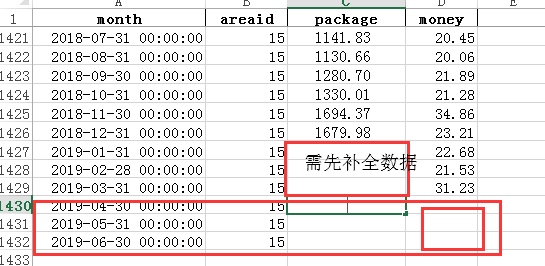 A B C D E
1 month areaid package money
1421 2018-07-31 00:00:00 15 1141.83 20.45
1422 2018-08-31 00:00:00 15 1130.66 20.06
1423 2018-09-30 00:00:00 15 1280.70 21.89
1424 2018-10-31 00:00:00 15 1330.01 21.28
1425 2018-11-30 00:00:00 15 1694.37 34.86
1426 2018-12-31 00:00:00 15 1679.98 23.21
1427 2019-01-31 00:00:00 15 22.68
1428 2019-02-28 00:00:00 15 需先补全数据 21.53
1429 2019-03-31 00:00:00 15 31.23
1430 2019-04-30 00:00:00 15
1431 2019-05-31 00:00:00 15
1432 2019-06-30 00:00:00 15
1433